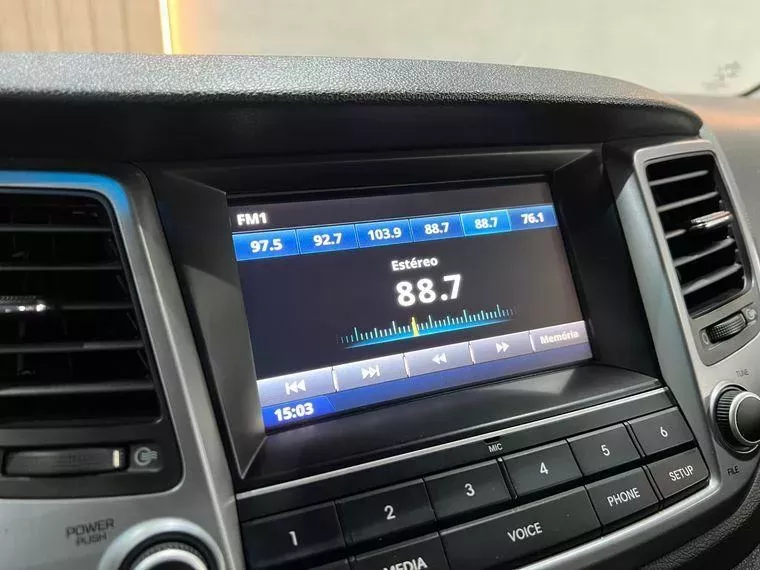 FM1
97.5 92.7 103.9 88.7 88.7 76.1
Estéreo
88.7
Memória
15:03
MIC
1 2 3 4 5 6
MEDIA VOICE PHONE SETUP
POWER
PUSH
TUNE
FILE